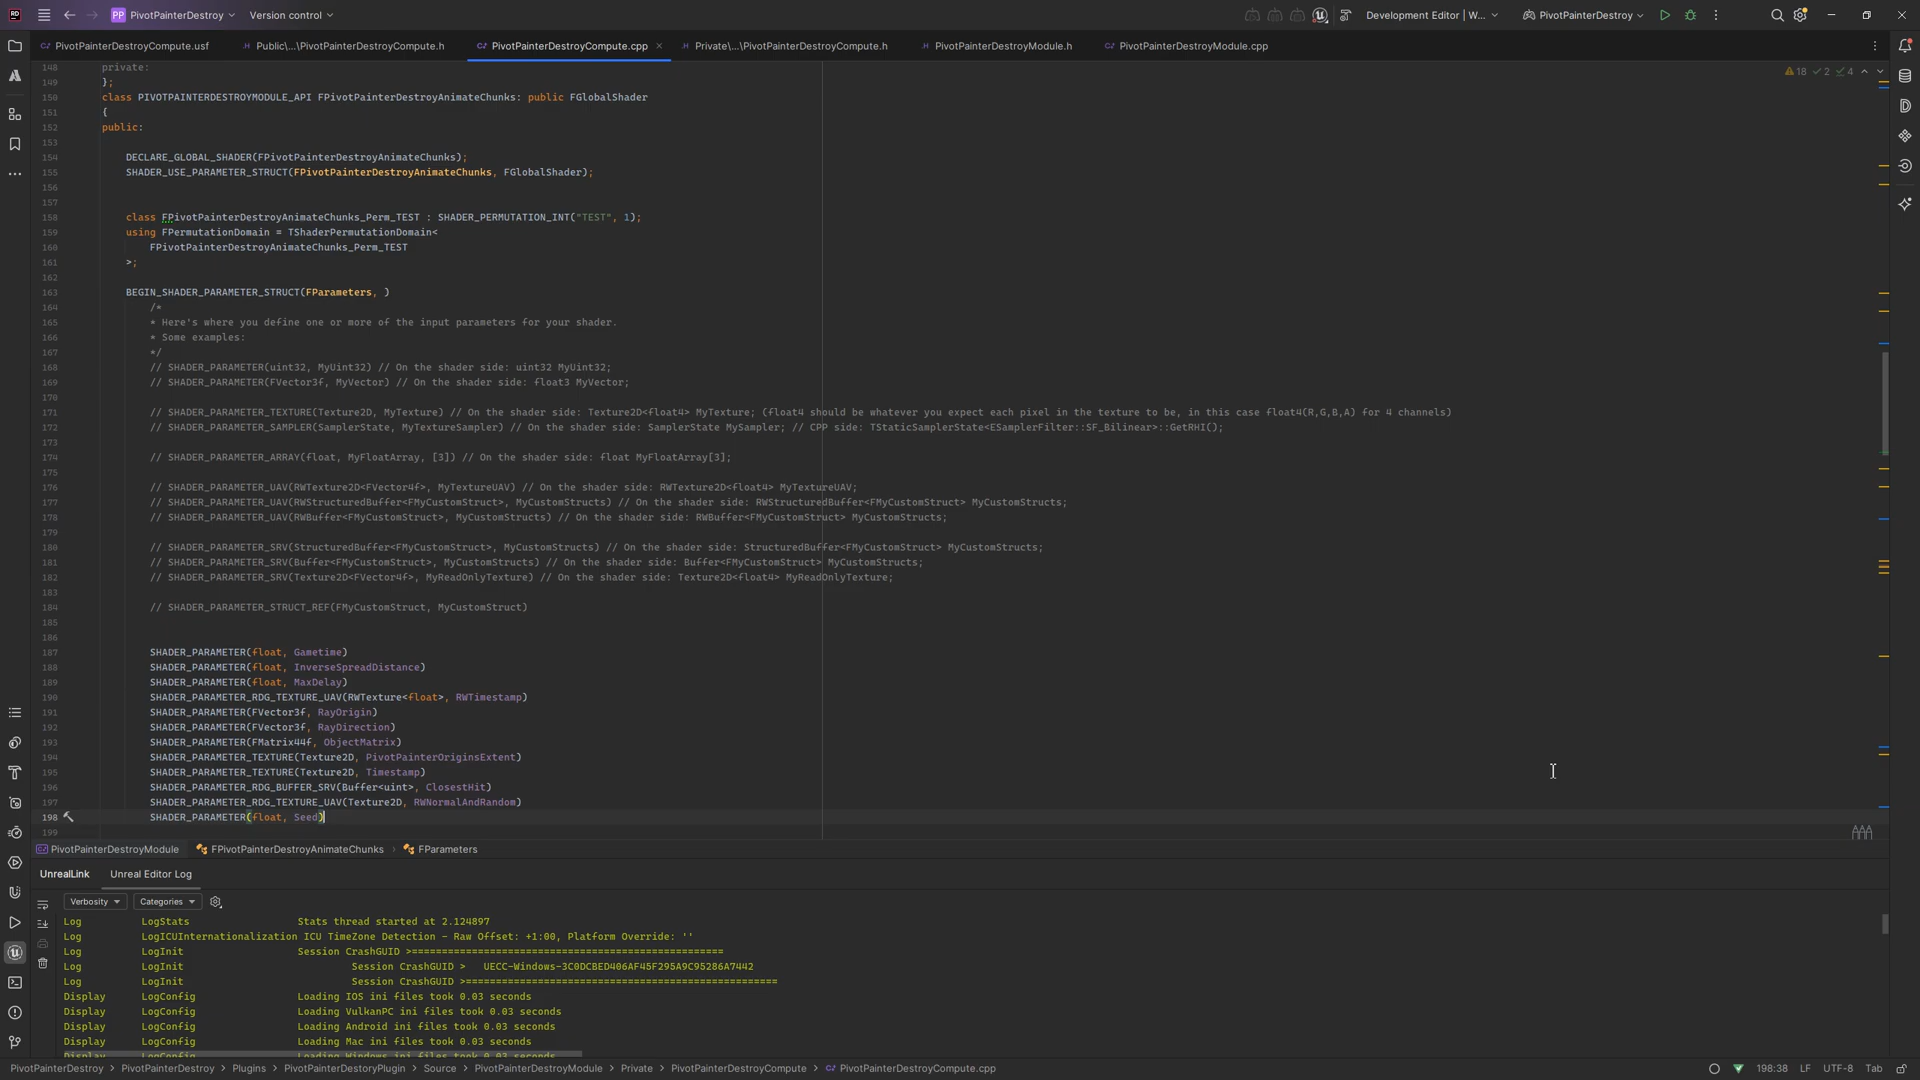 PP PivotPainterDestroy Version control Development Editor | W... PivotPainterDestroy
PivotPainterDestroyCompute.usf Public\...\PivotPainterDestroyCompute.h PivotPainterDestroyCompute.cpp Private\...\PivotPainterDestroyCompute.h PivotPainterDestroyModule.h PivotPainterDestroyModule.cpp
18 2 4
148 private:
149 };
150 class PIVOTPAINTERDESTROYMODULE_API FPivotPainterDestroyAnimateChunks: public FGlobalShader
151 {
152 public:
153
154 DECLARE_GLOBAL_SHADER(FPivotPainterDestroyAnimateChunks);
155 SHADER_USE_PARAMETER_STRUCT(FPivotPainterDestroyAnimateChunks, FGlobalShader);
156
157
158 class FPivotPainterDestroyAnimateChunks_Perm_TEST : SHADER_PERMUTATION_INT("TEST", 1);
159 using FPermutationDomain = TShaderPermutationDomain<
160 FPivotPainterDestroyAnimateChunks_Perm_TEST
161 >;
162
163 BEGIN_SHADER_PARAMETER_STRUCT(FParameters, )
164 /*
165 * Here's where you define one or more of the input parameters for your shader.
166 * Some examples:
167 */
168 // SHADER_PARAMETER(uint32, MyUint32) // On the shader side: uint32 MyUint32;
169 // SHADER_PARAMETER(FVector3f, MyVector) // On the shader side: float3 MyVector;
170
171 // SHADER_PARAMETER_TEXTURE(Texture2D, MyTexture) // On the shader side: Texture2D<float4> MyTexture; (float4 should be whatever you expect each pixel in the texture to be, in this case float4(R,G,B,A) for 4 channels)
172 // SHADER_PARAMETER_SAMPLER(SamplerState, MyTextureSampler) // On the shader side: SamplerState MySampler; // CPP side: TStaticSamplerState<ESamplerFilter::SF_Bilinear>::GetRHI();
173
174 // SHADER_PARAMETER_ARRAY(float, MyFloatArray, [3]) // On the shader side: float MyFloatArray[3];
175
176 // SHADER_PARAMETER_UAV(RWTexture2D<FVector4f>, MyTextureUAV) // On the shader side: RWTexture2D<float4> MyTextureUAV;
177 // SHADER_PARAMETER_UAV(RWStructuredBuffer<FMyCustomStruct>, MyCustomStructs) // On the shader side: RWStructuredBuffer<FMyCustomStruct> MyCustomStructs;
178 // SHADER_PARAMETER_UAV(RWBuffer<FMyCustomStruct>, MyCustomStructs) // On the shader side: RWBuffer<FMyCustomStruct> MyCustomStructs;
179
180 // SHADER_PARAMETER_SRV(StructuredBuffer<FMyCustomStruct>, MyCustomStructs) // On the shader side: StructuredBuffer<FMyCustomStruct> MyCustomStructs;
181 // SHADER_PARAMETER_SRV(Buffer<FMyCustomStruct>, MyCustomStructs) // On the shader side: Buffer<FMyCustomStruct> MyCustomStructs;
182 // SHADER_PARAMETER_SRV(Texture2D<FVector4f>, MyReadOnlyTexture) // On the shader side: Texture2D<float4> MyReadOnlyTexture;
183
184 // SHADER_PARAMETER_STRUCT_REF(FMyCustomStruct, MyCustomStruct)
185
186
187 SHADER_PARAMETER(float, Gametime)
188 SHADER_PARAMETER(float, InverseSpreadDistance)
189 SHADER_PARAMETER(float, MaxDelay)
190 SHADER_PARAMETER_RDG_TEXTURE_UAV(RWTexture<float>, RWTimestamp)
191 SHADER_PARAMETER(FVector3f, RayOrigin)
192 SHADER_PARAMETER(FVector3f, RayDirection)
193 SHADER_PARAMETER(FMatrix44f, ObjectMatrix)
194 SHADER_PARAMETER_TEXTURE(Texture2D, PivotPainterOriginsExtent)
195 SHADER_PARAMETER_TEXTURE(Texture2D, Timestamp)
196 SHADER_PARAMETER_RDG_BUFFER_SRV(Buffer<uint>, ClosestHit)
197 SHADER_PARAMETER_RDG_TEXTURE_UAV(Texture2D, RWNormalAndRandom)
198 SHADER_PARAMETER(float, Seed)
199
PivotPainterDestroyModule FPivotPainterDestroyAnimateChunks FParameters
UnrealLink Unreal Editor Log
Verbosity Categories
Log LogStats Stats thread started at 2.124897
Log LogICUInternationalization ICU TimeZone Detection - Raw Offset: +1:00, Platform Override: ''
Log LogInit Session CrashGUID >====================================================
Log LogInit Session CrashGUID > UECC-Windows-3C0DCBED406AF45F295A9C95286A7442
Log LogInit Session CrashGUID >====================================================
Display LogConfig Loading IOS ini files took 0.03 seconds
Display LogConfig Loading VulkanPC ini files took 0.03 seconds
Display LogConfig Loading Android ini files took 0.03 seconds
Display LogConfig Loading Mac ini files took 0.03 seconds
Display LogConfig Loading Windows ini files took 0.03 seconds
PivotPainterDestroy PivotPainterDestroy Plugins PivotPainterDestoryPlugin Source PivotPainterDestroyModule Private PivotPainterDestroyCompute PivotPainterDestroyCompute.cpp 198:38 LF UTF-8 Tab